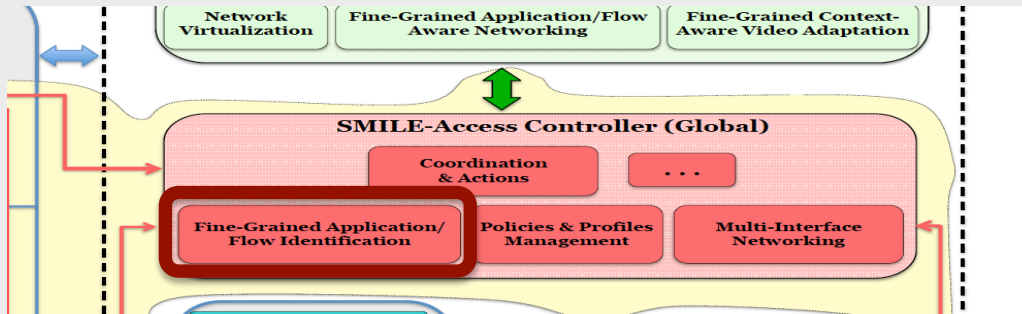 Network
Virtualization
Fine-Grained Application/Flow
Aware Networking
Fine-Grained Context-
Aware Video Adaptation
SMILE-Access Controller (Global)
Coordination
& Actions
. . .
Fine-Grained Application/
Flow Identification
Policies & Profiles
Management
Multi-Interface
Networking